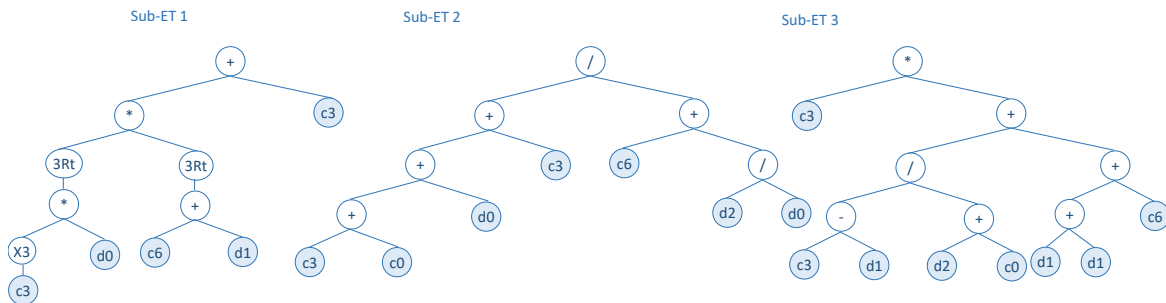 Sub-ET 1 Sub-ET 2 Sub-ET 3
+ / *
* c3 + + c3 +
3Rt 3Rt + c3 c6 / / +
* + + d0 d2 d0 - + + c6
X3 d0 c6 d1 c3 c0 c3 d1 d2 c0 d1 d1
c3